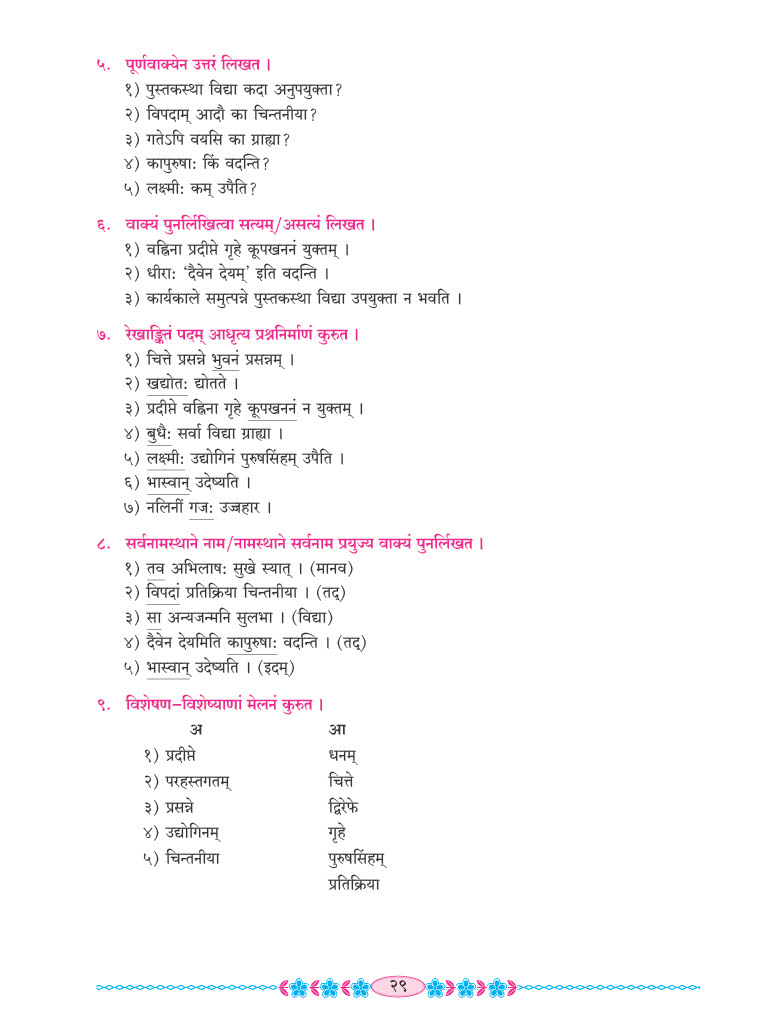 ५. पूर्णवाक्येन उत्तरं लिखत ।
१) पुस्तकस्था विद्या कदा अनुपयुक्ता?
२) विपदाम् आदौ का चिन्तनीया?
३) गतेऽपि वयसि का ग्राह्या?
४) कापुरुषाः किं वदन्ति?
५) लक्ष्मीः कम् उपैति?
६. वाक्यं पुनर्लिखित्वा सत्यम्/असत्यं लिखत ।
१) वह्निना प्रदीप्ते गृहे कूपखननं युक्तम् ।
२) धीराः ‘दैवेन देयम्’ इति वदन्ति ।
३) कार्यकाले समुत्पन्ने पुस्तकस्था विद्या उपयुक्ता न भवति ।
७. रेखाङ्कितं पदम् आधृत्य प्रश्ननिर्माणं कुरुत ।
१) चित्ते प्रसन्ने भुवनं प्रसन्नम् ।
२) खद्योतः द्योतते ।
३) प्रदीप्ते वह्निना गृहे कूपखननं न युक्तम् ।
४) बुधैः सर्वा विद्या ग्राह्या ।
५) लक्ष्मीः उद्योगिनं पुरुषसिंहम् उपैति ।
६) भास्वान् उदेष्यति ।
७) नलिनीं गजः उज्जहार ।
८. सर्वनामस्थाने नाम/नामस्थाने सर्वनाम प्रयुज्य वाक्यं पुनर्लिखत ।
१) तव अभिलाषः सुखे स्यात् । (मानव)
२) विपदां प्रतिक्रिया चिन्तनीया । (तद्)
३) सा अन्यजन्मनि सुलभा । (विद्या)
४) दैवेन देयमिति कापुरुषाः वदन्ति । (तद्)
५) भास्वान् उदेष्यति । (इदम्)
९. विशेषण-विशेष्याणां मेलनं कुरुत ।
अ आ
१) प्रदीप्ते धनम्
२) परहस्तगतम् चित्ते
३) प्रसन्ने द्विरेफे
४) उद्योगिनम् गृहे
५) चिन्तनीया पुरुषसिंहम्
प्रतिक्रिया
२९